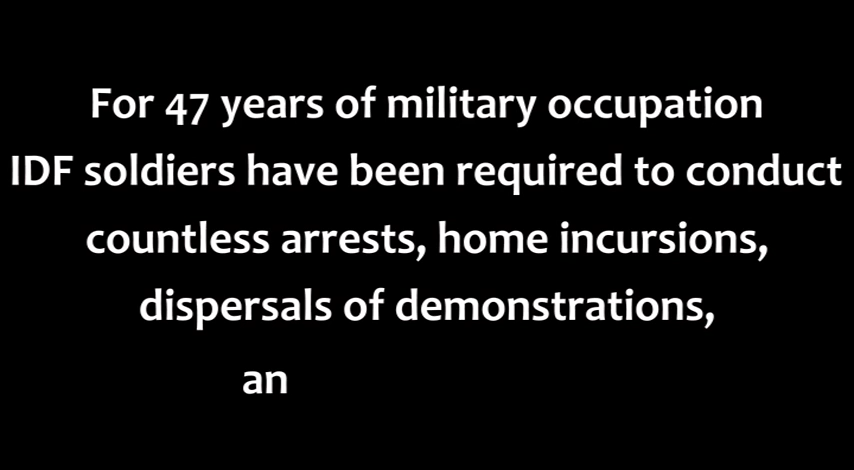 For 47 years of military occupation
IDF soldiers have been required to conduct
countless arrests, home incursions,
dispersals of demonstrations,
an